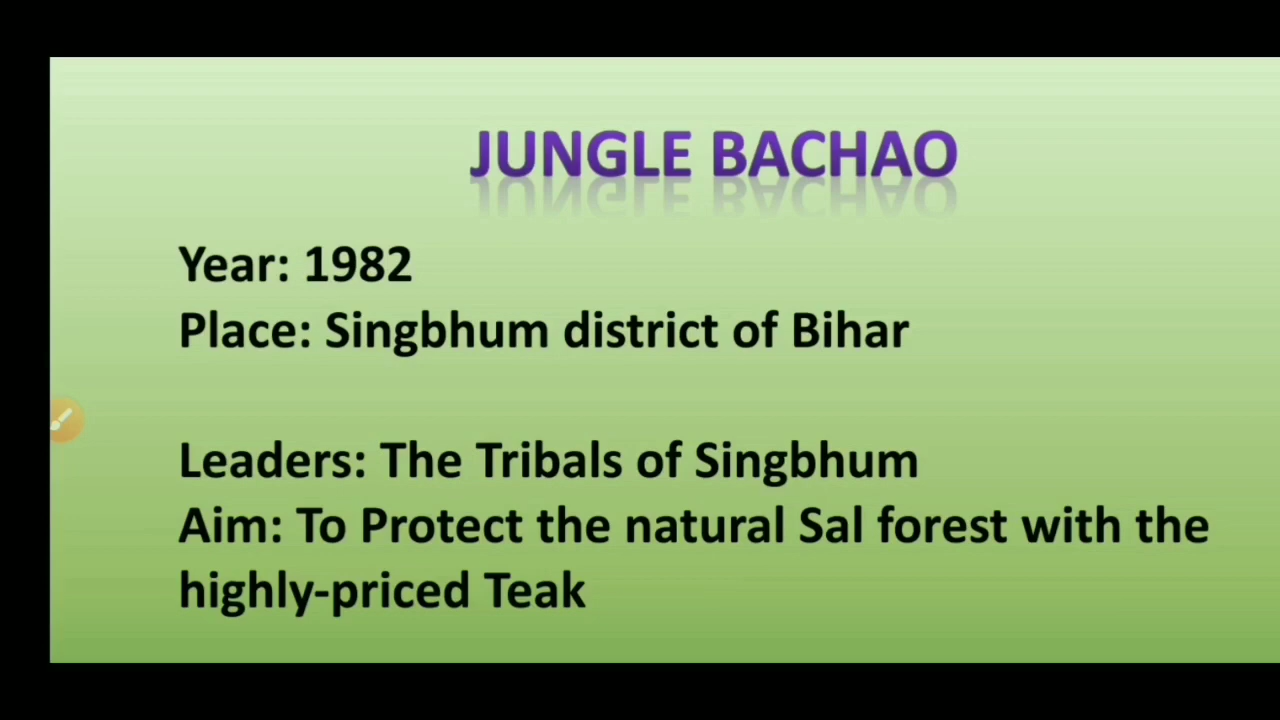 JUNGLE BACHAO
Year: 1982
Place: Singbhum district of Bihar
Leaders: The Tribals of Singbhum
Aim: To Protect the natural Sal forest with the
highly-priced Teak